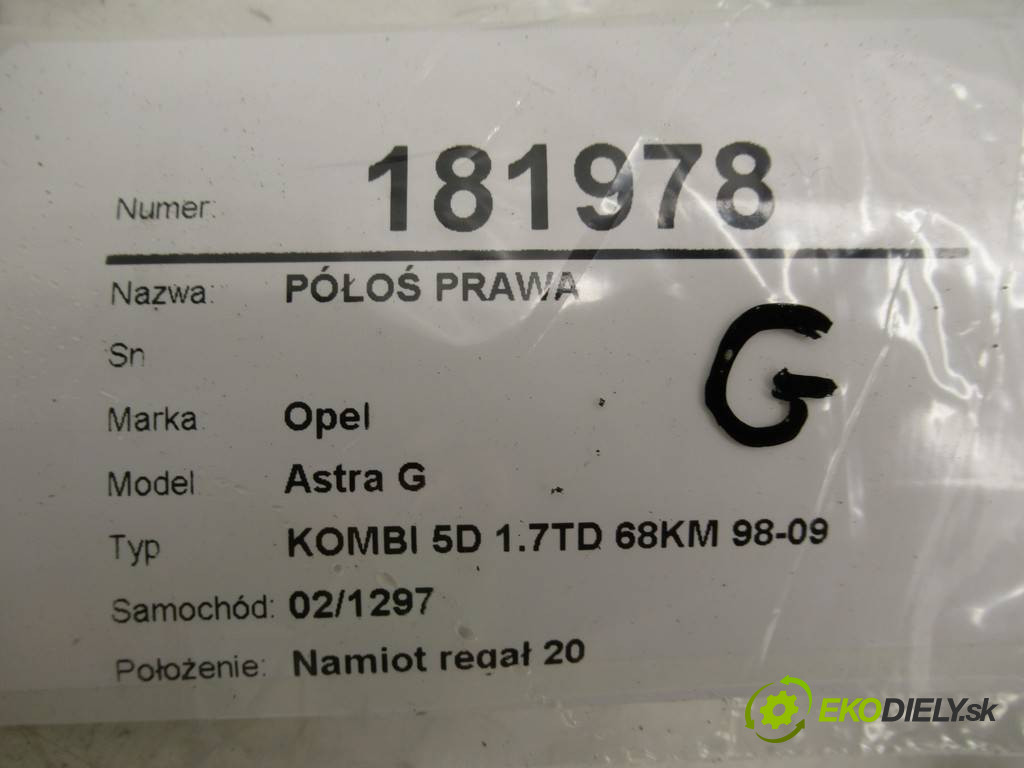 Numer: 181978
Nazwa: PÓŁOŚ PRAWA
Sn
G
Marka Opel
Model Astra G
Typ KOMBI 5D 1.7TD 68KM 98-09
Samochód: 02/1297
Położenie: Namiot regał 20
EKODIELY.sk